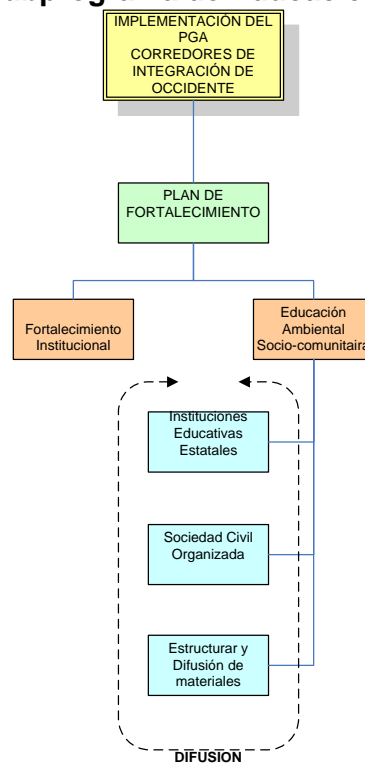 IMPLEMENTACIÓN DEL
PGA
CORREDORES DE
INTEGRACIÓN DE
OCCIDENTE
PLAN DE
FORTALECIMIENTO
Fortalecimiento
Institucional
Educación
Ambiental
Socio-comunitaira
Instituciones
Educativas
Estatales
Sociedad Civil
Organizada
Estructurar y
Difusión de
materiales
DIFUSION